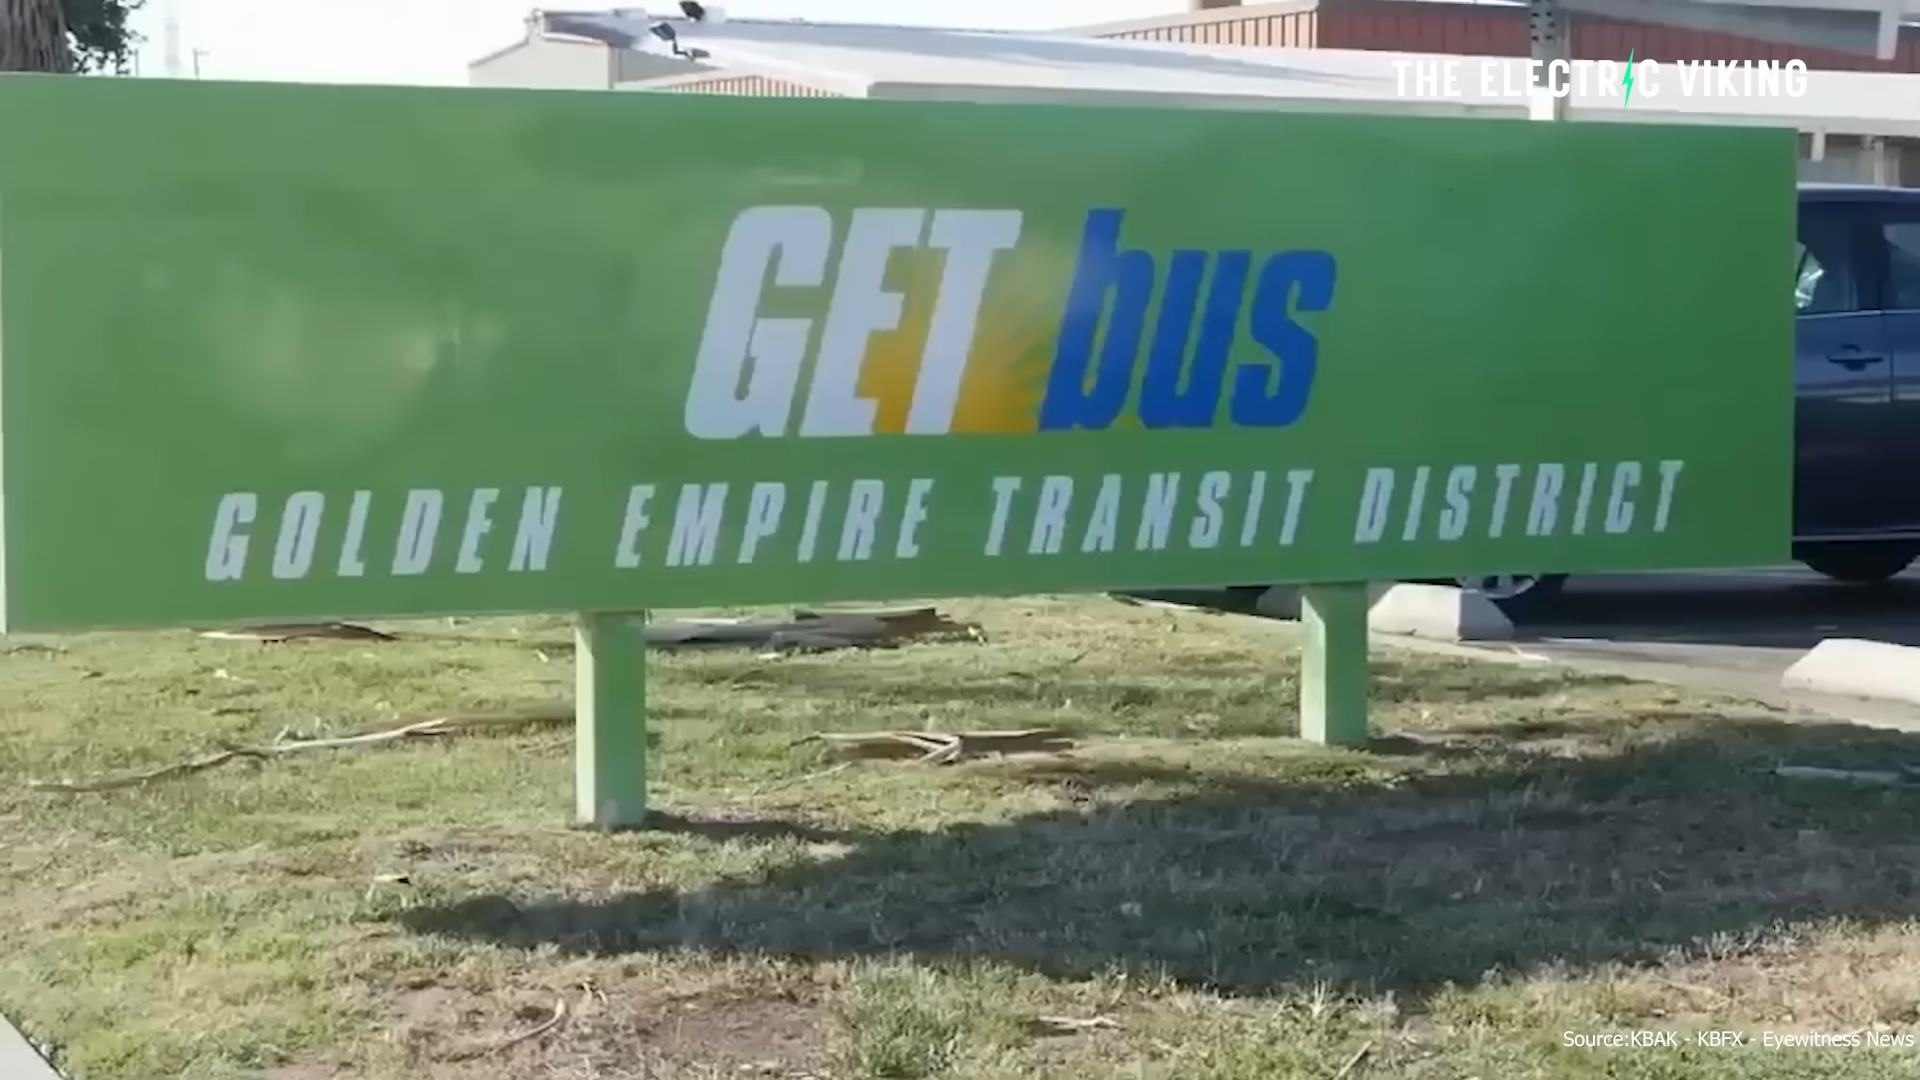 THE ELECTRIC VIKING
GET bus
GOLDEN EMPIRE TRANSIT DISTRICT
Source:KBAK - KBFX - Eyewitness News